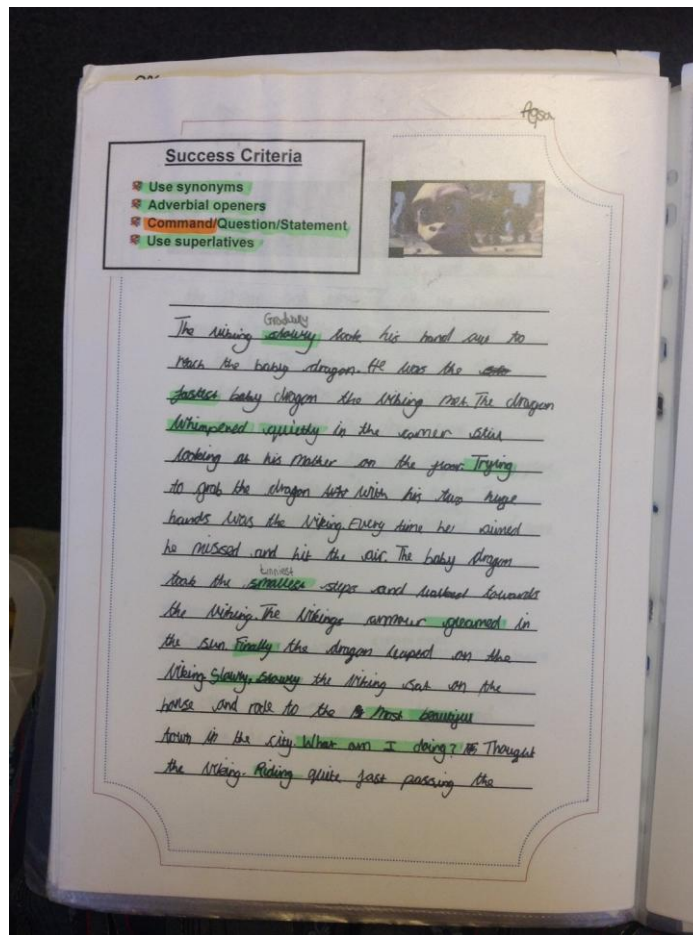 Aqsa
Success Criteria
Use synonyms
Adverbial openers
Command/Question/Statement
Use superlatives
Gradually
The viking slowly took his hand out to
reach the baby dragon. He was the
fastest baby dragon the viking met. The dragon
whimpered quietly in the corner still
looking at his mother on the floor. Trying
to grab the dragon with his two huge
hands was the Viking. Every time he aimed
he missed and hit the air. The baby dragon
tinniest
took the smallest steps and walked towards
the viking. The vikings armour gleamed in
the sun. Finally the dragon leaped on the
Viking. Slowly, slowly the viking sat on the
horse and rode to the most beautiful
town in the city. What am I doing? Thought
the viking. Riding quite fast passing the